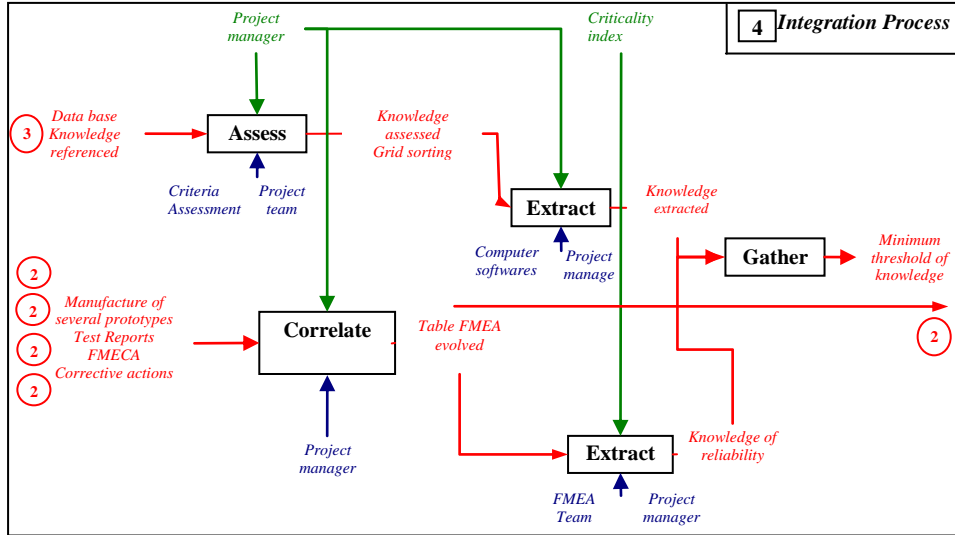 Project
manager
Criticality
index
4 Integration Process
3
Data base
Knowledge
referenced
Assess
Knowledge
assessed
Grid sorting
Criteria
Assessment
Project
team
Extract
Knowledge
extracted
Computer
softwares
Project
manage
Gather
Minimum
threshold of
knowledge
2
2
2
2
Manufacture of
several prototypes
Test Reports
FMECA
Corrective actions
Correlate
Table FMEA
evolved
2
Project
manager
Extract
Knowledge of
reliability
FMEA
Team
Project
manager